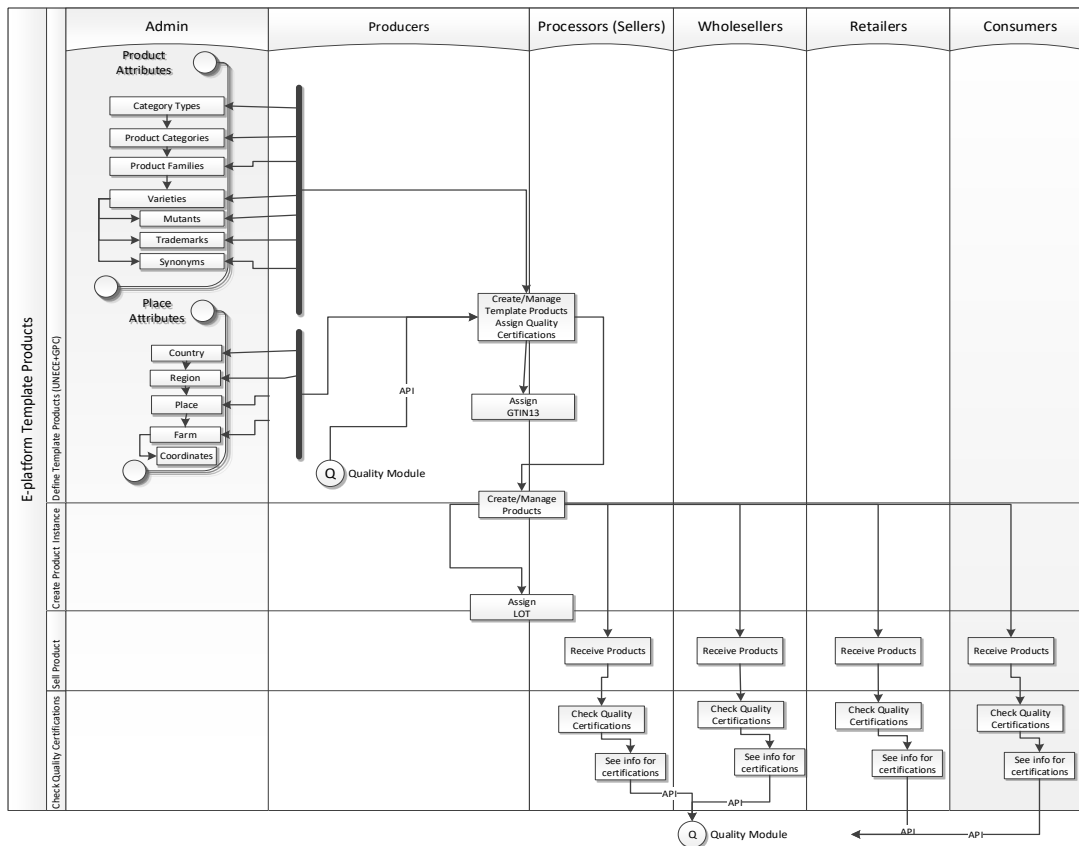 Admin
Producers
Processors (Sellers)
Wholesellers
Retailers
Consumers
E-platform Template Products
Define Template Products (UNECE+GPC)
Product
Attributes
Category Types
Product Categories
Product Families
Varieties
Mutants
Trademarks
Synonyms
Place
Attributes
Country
Region
Place
Farm
Coordinates
API
Q
Quality Module
Create/Manage
Template Products
Assign Quality
Certifications
Assign
GTIN13
Create/Manage
Products
Create Product Instance
Assign
LOT
Sell Product
Receive Products
Receive Products
Receive Products
Receive Products
Check Quality Certifications
Check Quality
Certifications
Check Quality
Certifications
Check Quality
Certifications
Check Quality
Certifications
See info for
certifications
See info for
certifications
See info for
certifications
See info for
certifications
API
API
Q
Quality Module
API
API